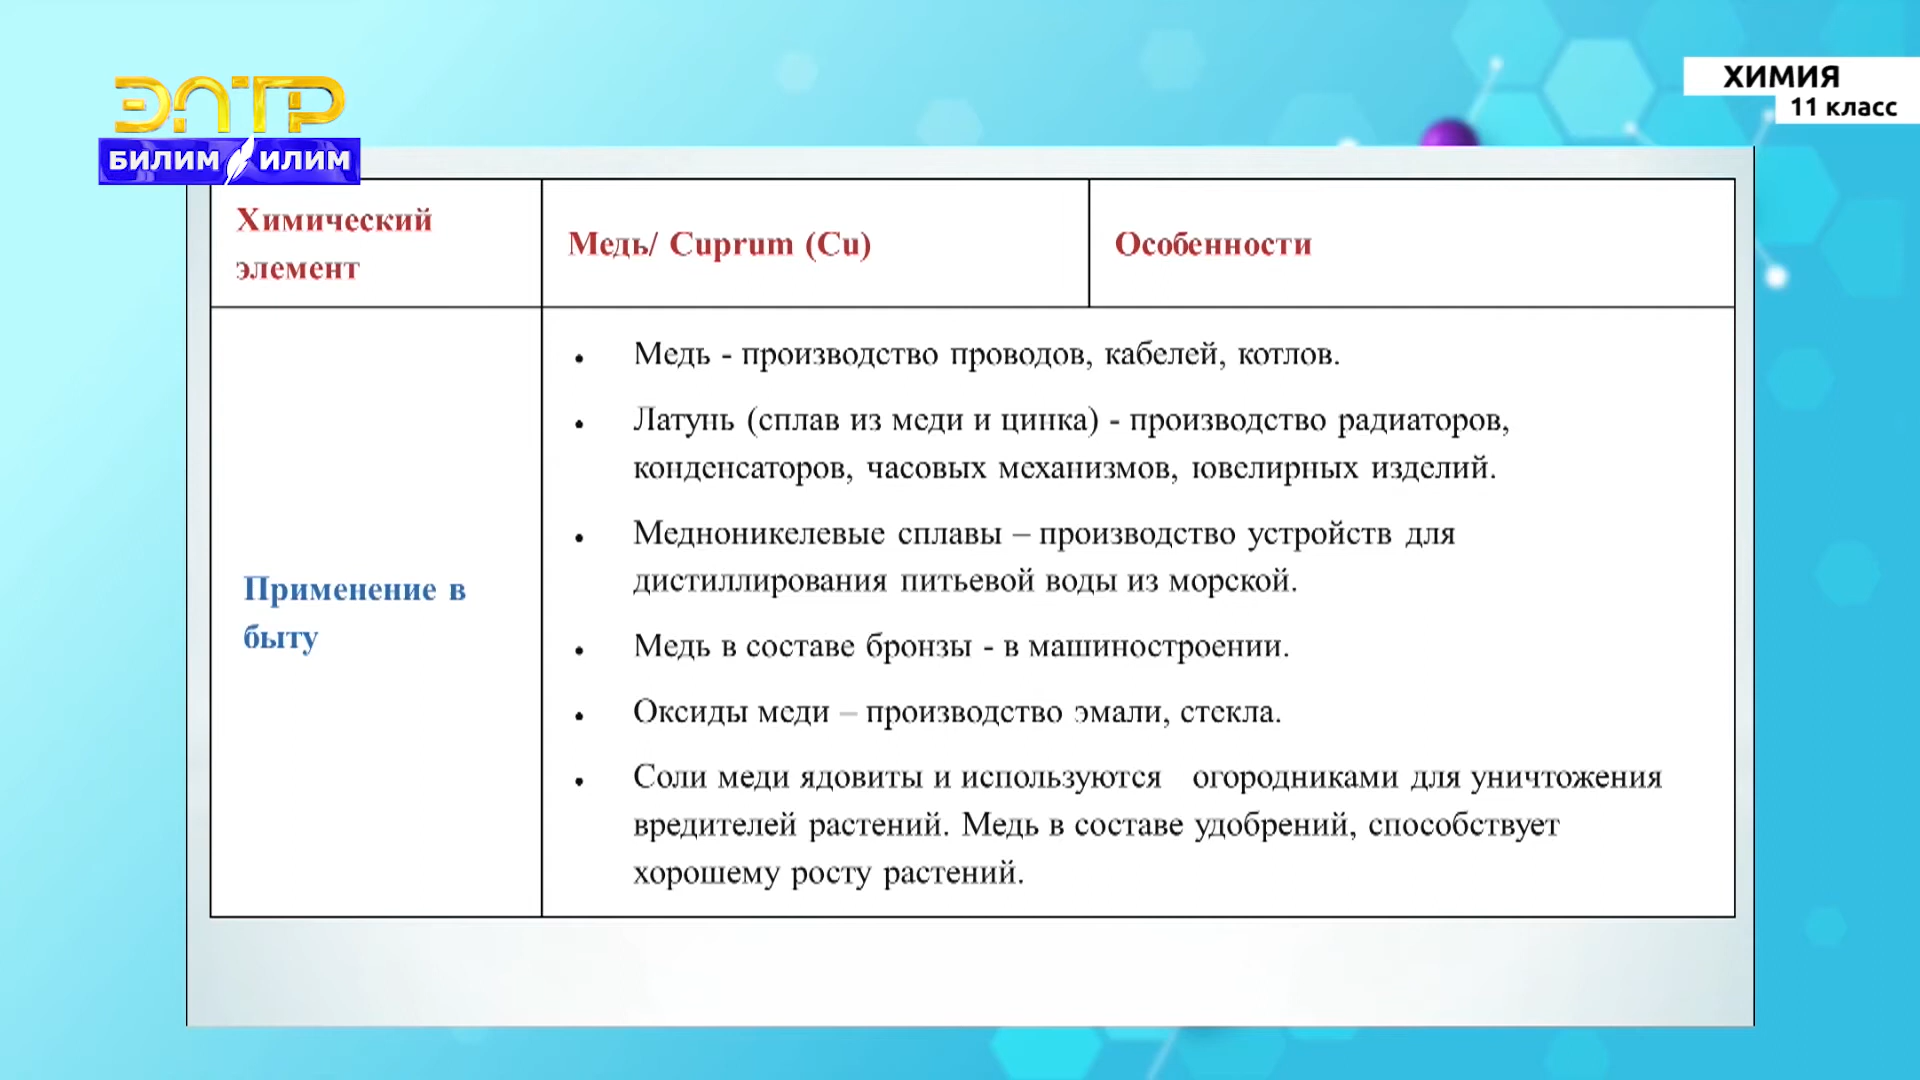 ЭЛТР
БИЛИМ ИЛИМ
ХИМИЯ
11 класс
Химический
элемент
Медь/ Cuprum (Cu)
Особенности
Применение в
быту
• Медь - производство проводов, кабелей, котлов.
• Латунь (сплав из меди и цинка) - производство радиаторов,
конденсаторов, часовых механизмов, ювелирных изделий.
• Медноникелевые сплавы – производство устройств для
дистиллирования питьевой воды из морской.
• Медь в составе бронзы - в машиностроении.
• Оксиды меди – производство эмали, стекла.
• Соли меди ядовиты и используются огородниками для уничтожения
вредителей растений. Медь в составе удобрений, способствует
хорошему росту растений.